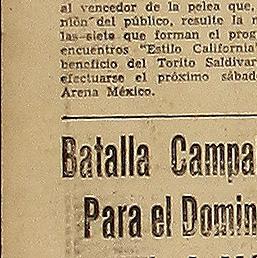 al vencedor de la pelea que,
nión del público, resulte la m
las siete que forman el prog
encuentros "Estilo California"
beneficio del Torito Saldívar
efectuarse el próximo sábad
Arena México.
Batalla Campa
Para el Domin